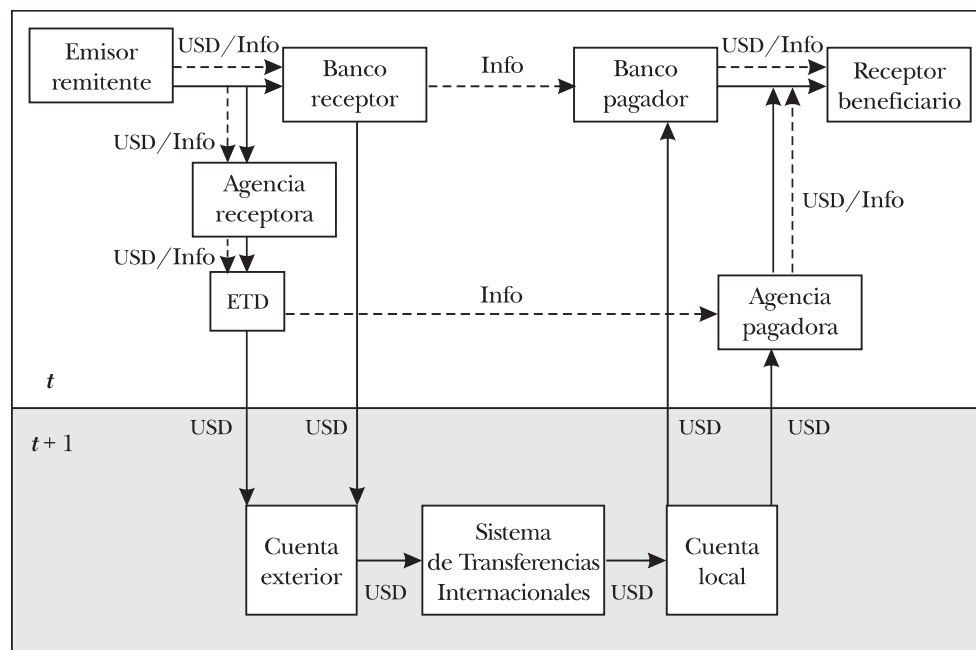 Emisor
remitente
USD/Info
Banco
receptor
Info
Banco
pagador
USD/Info
Receptor
beneficiario
USD/Info
Agencia
receptora
USD/Info
USD/Info
ETD
Info
Agencia
pagadora
t
USD
USD
USD
USD
t + 1
Cuenta
exterior
USD
Sistema
de Transferencias
Internacionales
USD
Cuenta
local